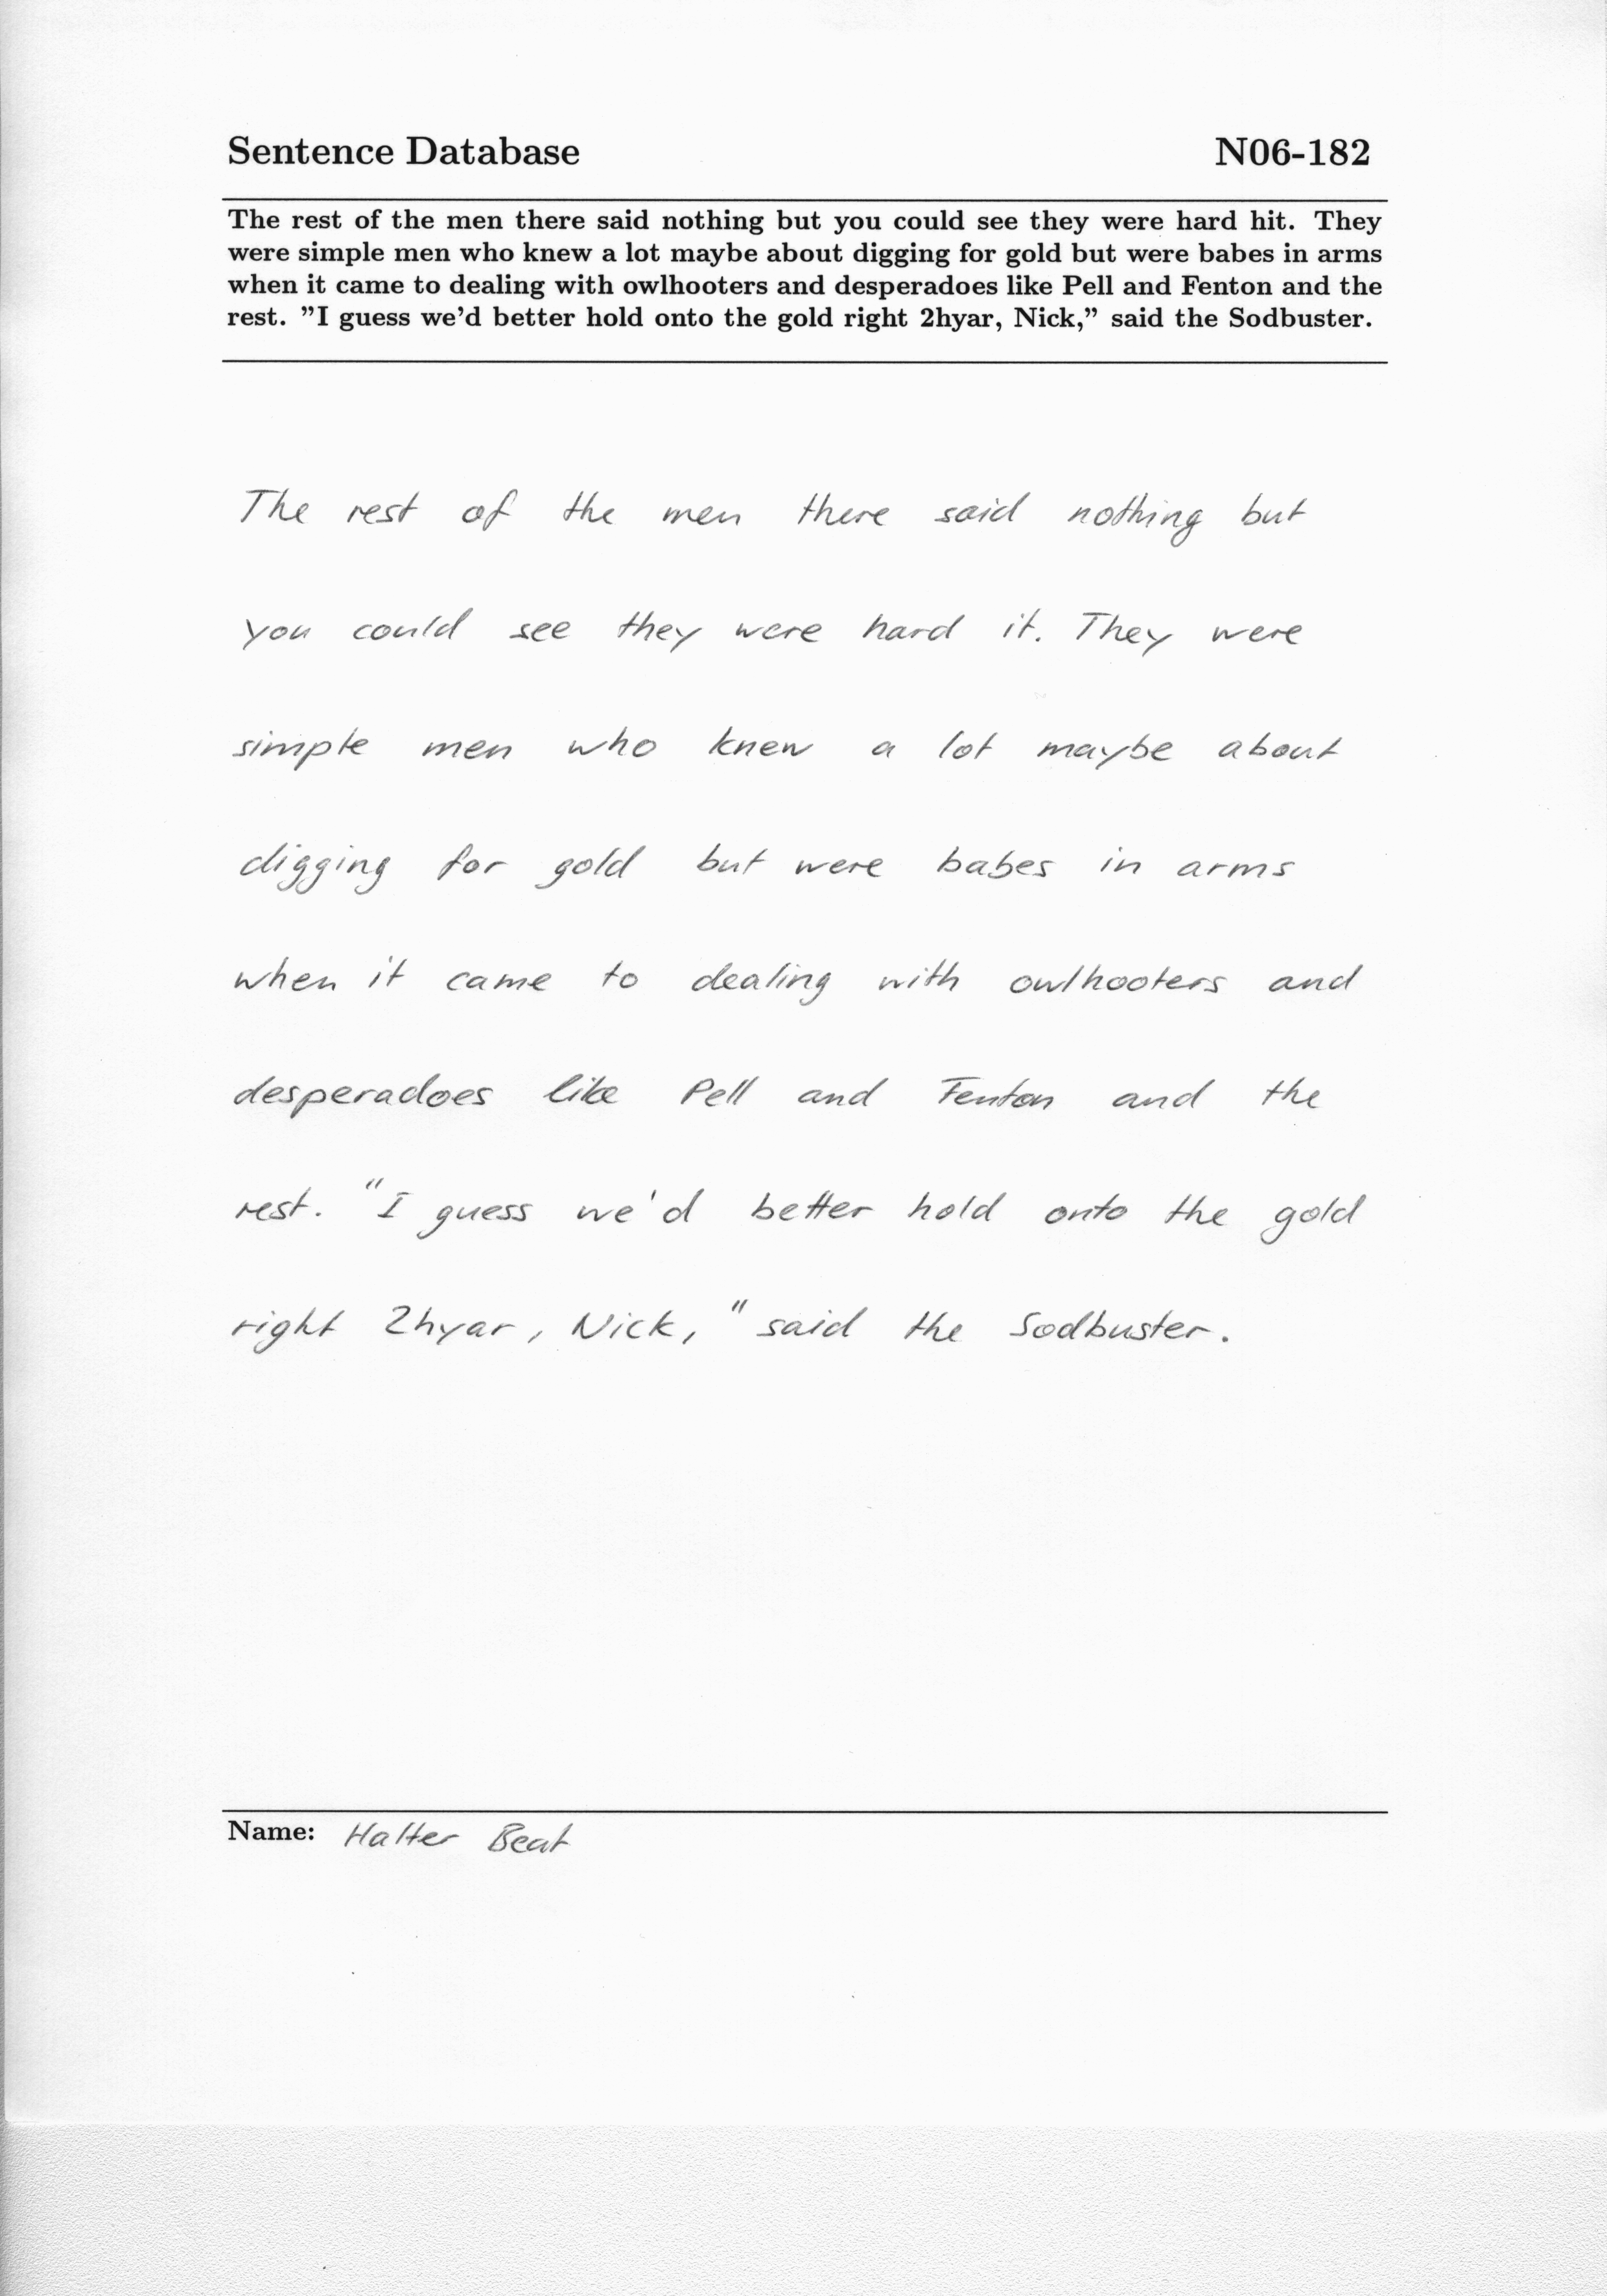 Sentence Database N06-182
The rest of the men there said nothing but you could see they were hard hit. They
were simple men who knew a lot maybe about digging for gold but were babes in arms
when it came to dealing with owlhooters and desperadoes like Pell and Fenton and the
rest. ”I guess we’d better hold onto the gold right 2hyar, Nick,” said the Sodbuster.
The rest of the men there said nothing but
you could see they were hard it. They were
simple men who knew a lot maybe about
digging for gold but were babes in arms
when it came to dealing with owlhooters and
desperadoes like Pell and Fenton and the
rest. "I guess we'd better hold onto the gold
right 2hyar, Nick," said the Sodbuster.
Name: Halter Beat